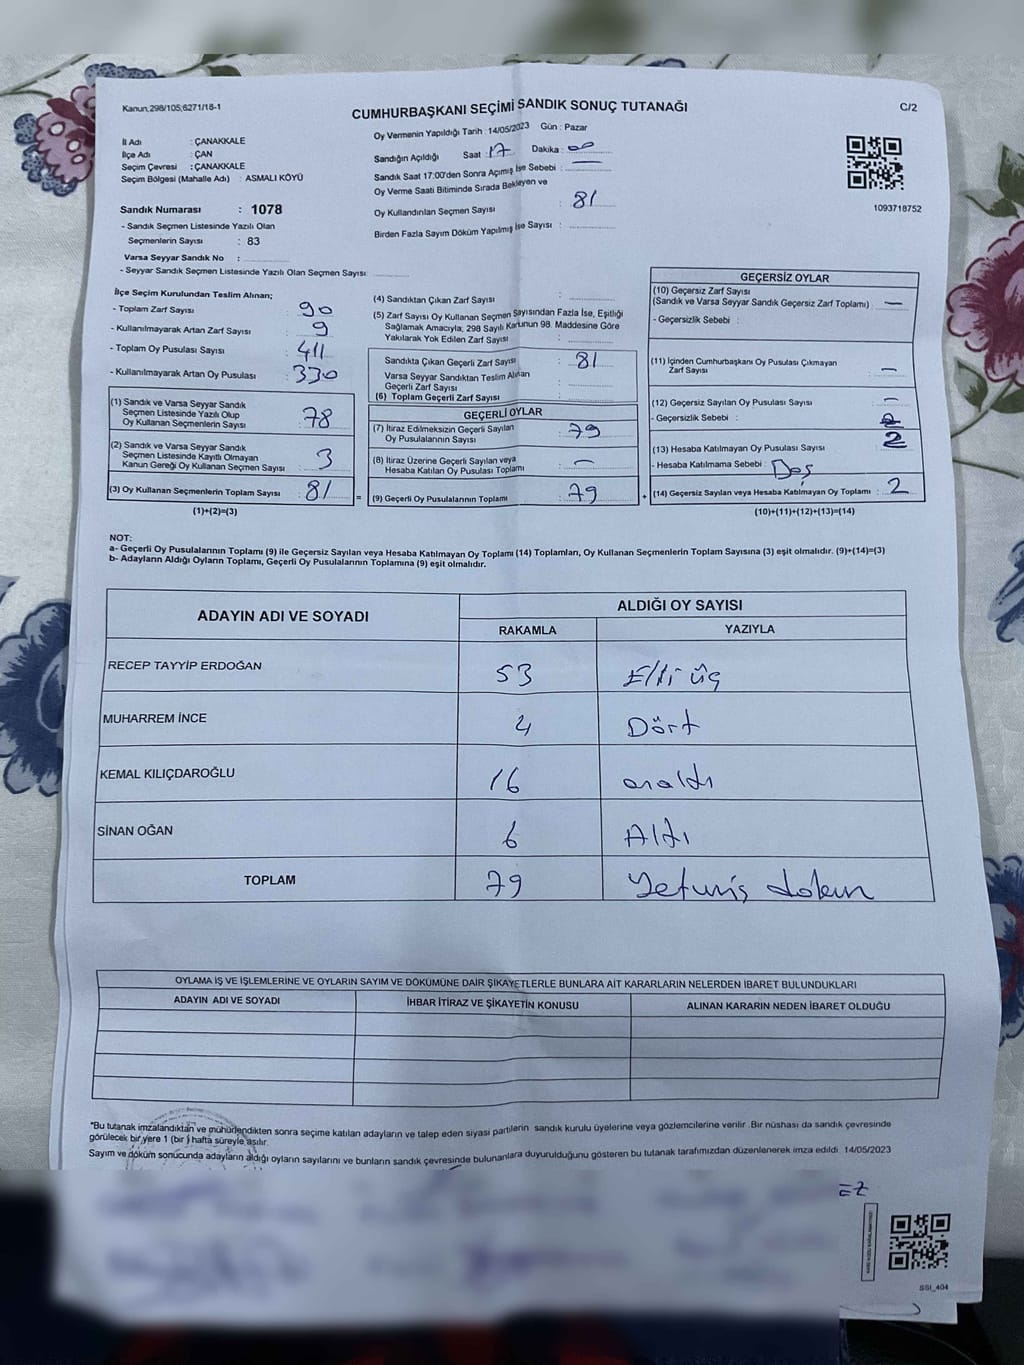 Kanun, 298/105,6271/18-1
CUMHURBAŞKANI SEÇİMİ SANDIK SONUÇ TUTANAĞI
C/2
İl Adı : ÇANAKKALE
İlçe Adı : ÇAN
Seçim Çevresi : ÇANAKKALE
Seçim Bölgesi (Mahalle Adı) : ASMALI KÖYÜ
Sandık Numarası : 1078
- Sandık Seçmen Listesinde Yazılı Olan
Seçmenlerin Sayısı : 83
Varsa Seyyar Sandık No :
- Seyyar Sandık Seçmen Listesinde Yazılı Olan Seçmen Sayısı
Oy Vermenin Yapıldığı Tarih : 14/05/2023 Gün : Pazar
Sandığın Açıldığı Saat : 17 Dakika : 00
Sandık Saat 17:00'den Sonra Açımış İse Sebebi : —
Oy Verme Saati Bitiminde Sırada Bekleyen ve
Oy Kullandırılan Seçmen Sayısı : 81
Birden Fazla Sayım Döküm Yapılmış İse Sayısı :
1093718752
İlçe Seçim Kurulundan Teslim Alınan;
- Toplam Zarf Sayısı : 90
- Kullanılmayarak Artan Zarf Sayısı : 9
- Toplam Oy Pusulası Sayısı : 411
- Kullanılmayarak Artan Oy Pusulası : 330
(1) Sandık ve Varsa Seyyar Sandık
Seçmen Listesinde Yazılı Olup
Oy Kullanan Seçmenlerin Sayısı : 78
(2) Sandık ve Varsa Seyyar Sandık
Seçmen Listesinde Kayıtlı Olmayan
Kanun Gereği Oy Kullanan Seçmen Sayısı : 3
(3) Oy Kullanan Seçmenlerin Toplam Sayısı : 81
(1)+(2)=(3)
(4) Sandıktan Çıkan Zarf Sayısı :
(5) Zarf Sayısı Oy Kullanan Seçmen Sayısından Fazla İse, Eşitliği
Sağlamak Amacıyla; 298 Sayılı Kanunun 98. Maddesine Göre
Yakılarak Yok Edilen Zarf Sayısı :
Sandıkta Çıkan Geçerli Zarf Sayısı : 81
Varsa Seyyar Sandıktan Teslim Alınan
Geçerli Zarf Sayısı :
(6) Toplam Geçerli Zarf Sayısı :
GEÇERLİ OYLAR
(7) İtiraz Edilmeksizin Geçerli Sayılan
Oy Pusulalarının Sayısı : 79
(8) İtiraz Üzerine Geçerli Sayılan veya
Hesaba Katılan Oy Pusulası Toplamı : —
= (9) Geçerli Oy Pusulalarının Toplamı : 79 +
GEÇERSİZ OYLAR
(10) Geçersiz Zarf Sayısı
(Sandık ve Varsa Seyyar Sandık Geçersiz Zarf Toplamı) : —
- Geçersizlik Sebebi :
(11) İçinden Cumhurbaşkanı Oy Pusulası Çıkmayan
Zarf Sayısı : —
(12) Geçersiz Sayılan Oy Pusulası Sayısı : —
- Geçersizlik Sebebi : 2
(13) Hesaba Katılmayan Oy Pusulası Sayısı : 2
- Hesaba Katılmama Sebebi : Boş
(14) Geçersiz Sayılan veya Hesaba Katılmayan Oy Toplamı : 2
(10)+(11)+(12)+(13)=(14)
NOT:
a- Geçerli Oy Pusulalarının Toplamı (9) ile Geçersiz Sayılan veya Hesaba Katılmayan Oy Toplamı (14) Toplamları, Oy Kullanan Seçmenlerin Toplam Sayısına (3) eşit olmalıdır. (9)+(14)=(3)
b- Adayların Aldığı Oyların Toplamı, Geçerli Oy Pusulalarının Toplamına (9) eşit olmalıdır.
ADAYIN ADI VE SOYADI
ALDIĞI OY SAYISI
RAKAMLA YAZIYLA
RECEP TAYYİP ERDOĞAN 53 Elli üç
MUHARREM İNCE 4 Dört
KEMAL KILIÇDAROĞLU 16 onaltı
SİNAN OĞAN 6 Altı
TOPLAM 79 Yetmiş dokuz
OYLAMA İŞ VE İŞLEMLERİNE VE OYLARIN SAYIM VE DÖKÜMÜNE DAİR ŞİKAYETLERLE BUNLARA AİT KARARLARIN NELERDEN İBARET BULUNDUKLARI
ADAYIN ADI VE SOYADI İHBAR İTİRAZ VE ŞİKAYETİN KONUSU ALINAN KARARIN NEDEN İBARET OLDUĞU
*Bu tutanak imzalandıktan ve mühürlendikten sonra seçime katılan adayların ve talep eden siyasi partilerin sandık kurulu üyelerine veya gözlemcilerine verilir .Bir nüshası da sandık çevresinde
görülecek bir yere 1 (bir ) hafta süreyle asılır.
Sayım ve döküm sonucunda adayların aldığı oyların sayılarını ve bunların sandık çevresinde bulunanlara duyurulduğunu gösteren bu tutanak tarafımızdan düzenlenerek imza edildi. 14/05/2023
SSI_404